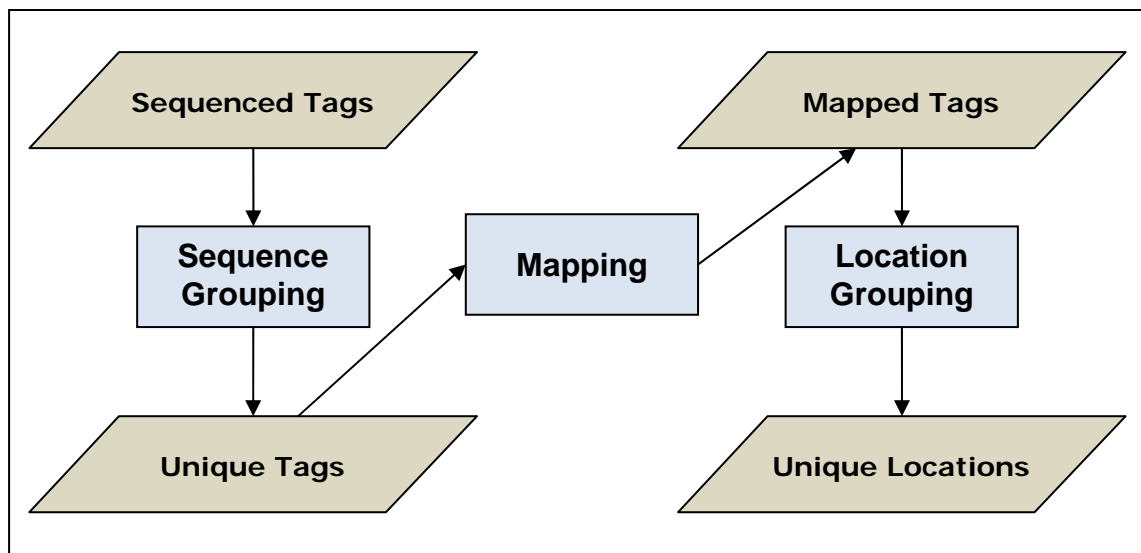 Sequenced Tags
Mapped Tags
Sequence
Grouping
Mapping
Location
Grouping
Unique Tags
Unique Locations